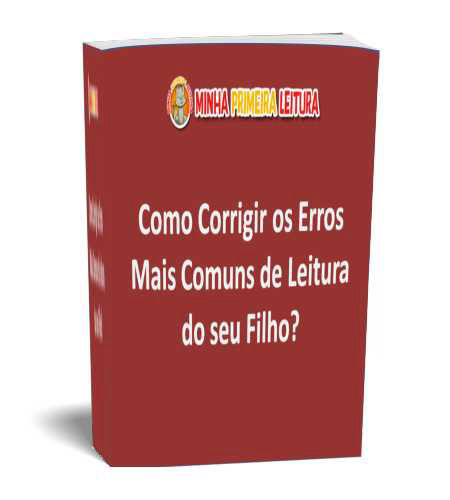 MINHA PRIMEIRA LEITURA
Como Corrigir os Erros
Mais Comuns de Leitura
do seu Filho?